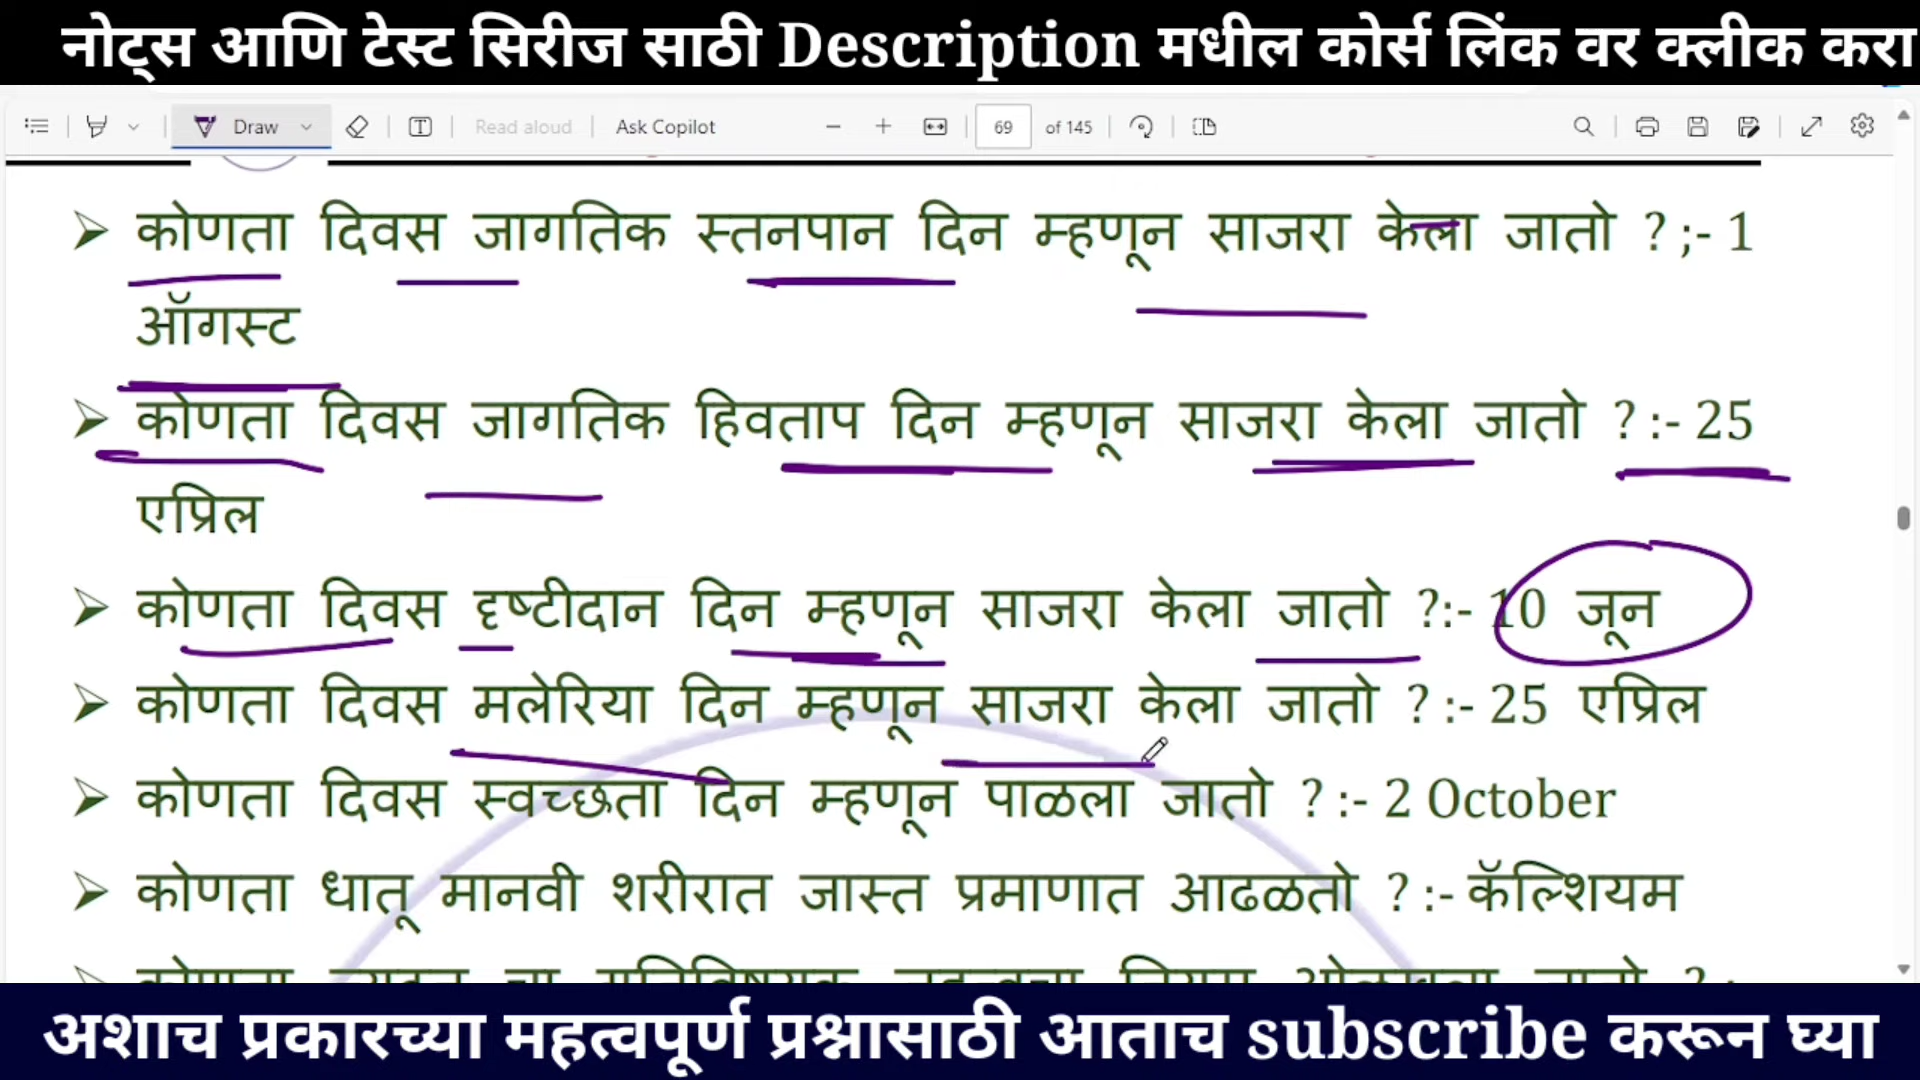 नोट्स आणि टेस्ट सिरीज साठी Description मधील कोर्स लिंक वर क्लीक करा
Draw Read aloud Ask Copilot 69 of 145
➢ कोणता दिवस जागतिक स्तनपान दिन म्हणून साजरा केला जातो ? ;- 1
ऑगस्ट
➢ कोणता दिवस जागतिक हिवताप दिन म्हणून साजरा केला जातो ? :- 25
एप्रिल
➢ कोणता दिवस दृष्टीदान दिन म्हणून साजरा केला जातो ?:- 10 जून
➢ कोणता दिवस मलेरिया दिन म्हणून साजरा केला जातो ? :- 25 एप्रिल
➢ कोणता दिवस स्वच्छता दिन म्हणून पाळला जातो ? :- 2 October
➢ कोणता धातू मानवी शरीरात जास्त प्रमाणात आढळतो ? :- कॅल्शियम
अशाच प्रकारच्या महत्वपूर्ण प्रश्नासाठी आताच subscribe करून घ्या